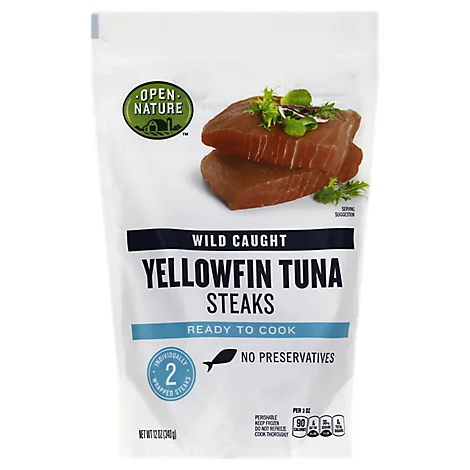 OPEN
NATURE
TM
SERVING
SUGGESTION
WILD CAUGHT
YELLOWFIN TUNA
STEAKS
READY TO COOK
INDIVIDUALLY
2
WRAPPED STEAKS
NO PRESERVATIVES
PERISHABLE
KEEP FROZEN
DO NOT REFREEZE
COOK THOROUGHLY
PER 3 OZ
90
CALORIES
NET WT 12 OZ (340g)